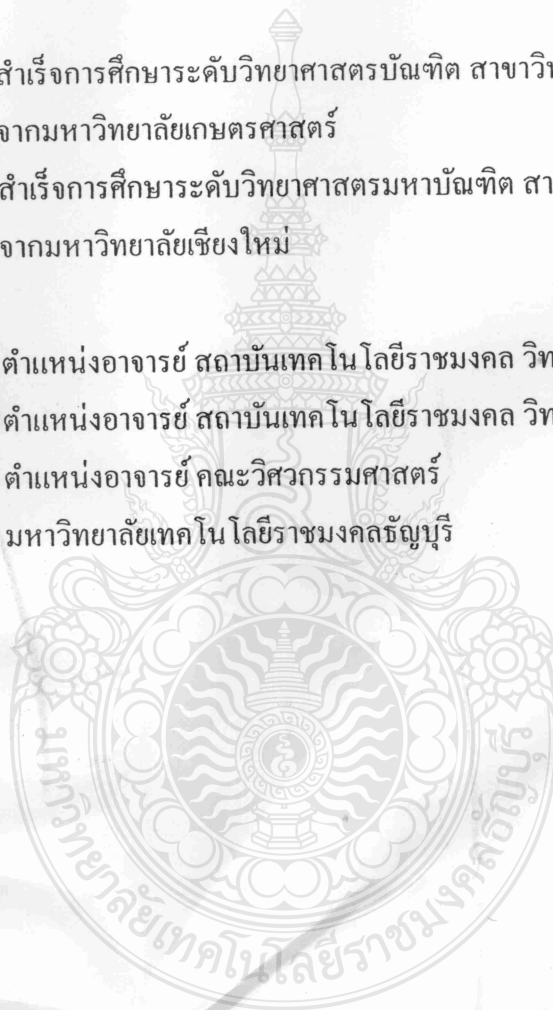 สำเร็จการศึกษาระดับวิทยาศาสตรบัณฑิต สาขาวิท
จากมหาวิทยาลัยเกษตรศาสตร์
สำเร็จการศึกษาระดับวิทยาศาสตรมหาบัณฑิต สา
จากมหาวิทยาลัยเชียงใหม่
ตำแหน่งอาจารย์ สถาบันเทคโนโลยีราชมงคล วิท
ตำแหน่งอาจารย์ สถาบันเทคโนโลยีราชมงคล วิท
ตำแหน่งอาจารย์ คณะวิศวกรรมศาสตร์
มหาวิทยาลัยเทคโนโลยีราชมงคลธัญบุรี
มหาวิทยาลัยเทคโนโลยีราชมงคลธัญบุรี